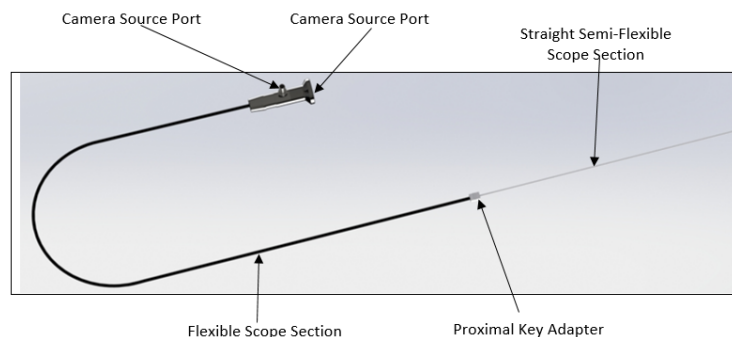 Camera Source Port
Camera Source Port
Straight Semi-Flexible
Scope Section
Flexible Scope Section
Proximal Key Adapter